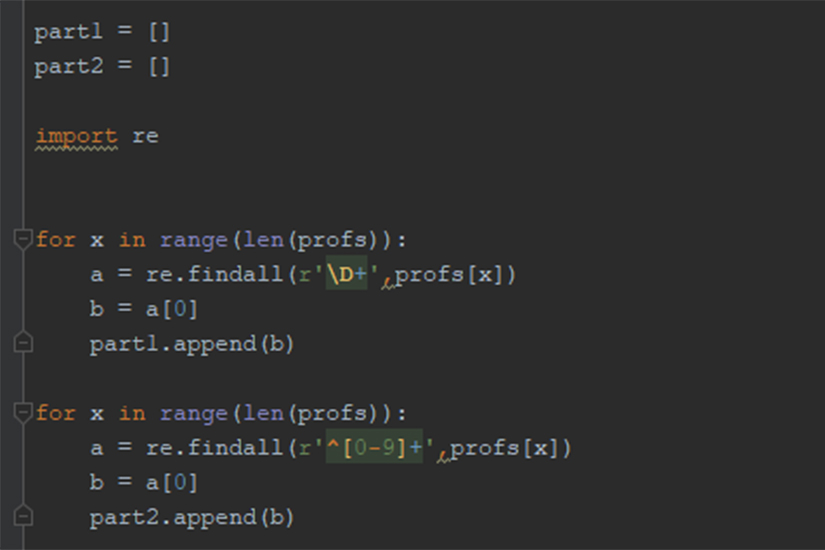 part1 = []
part2 = []
import re
for x in range(len(profs)):
    a = re.findall(r'\D+',profs[x])
    b = a[0]
    part1.append(b)
for x in range(len(profs)):
    a = re.findall(r'^[0-9]+',profs[x])
    b = a[0]
    part2.append(b)